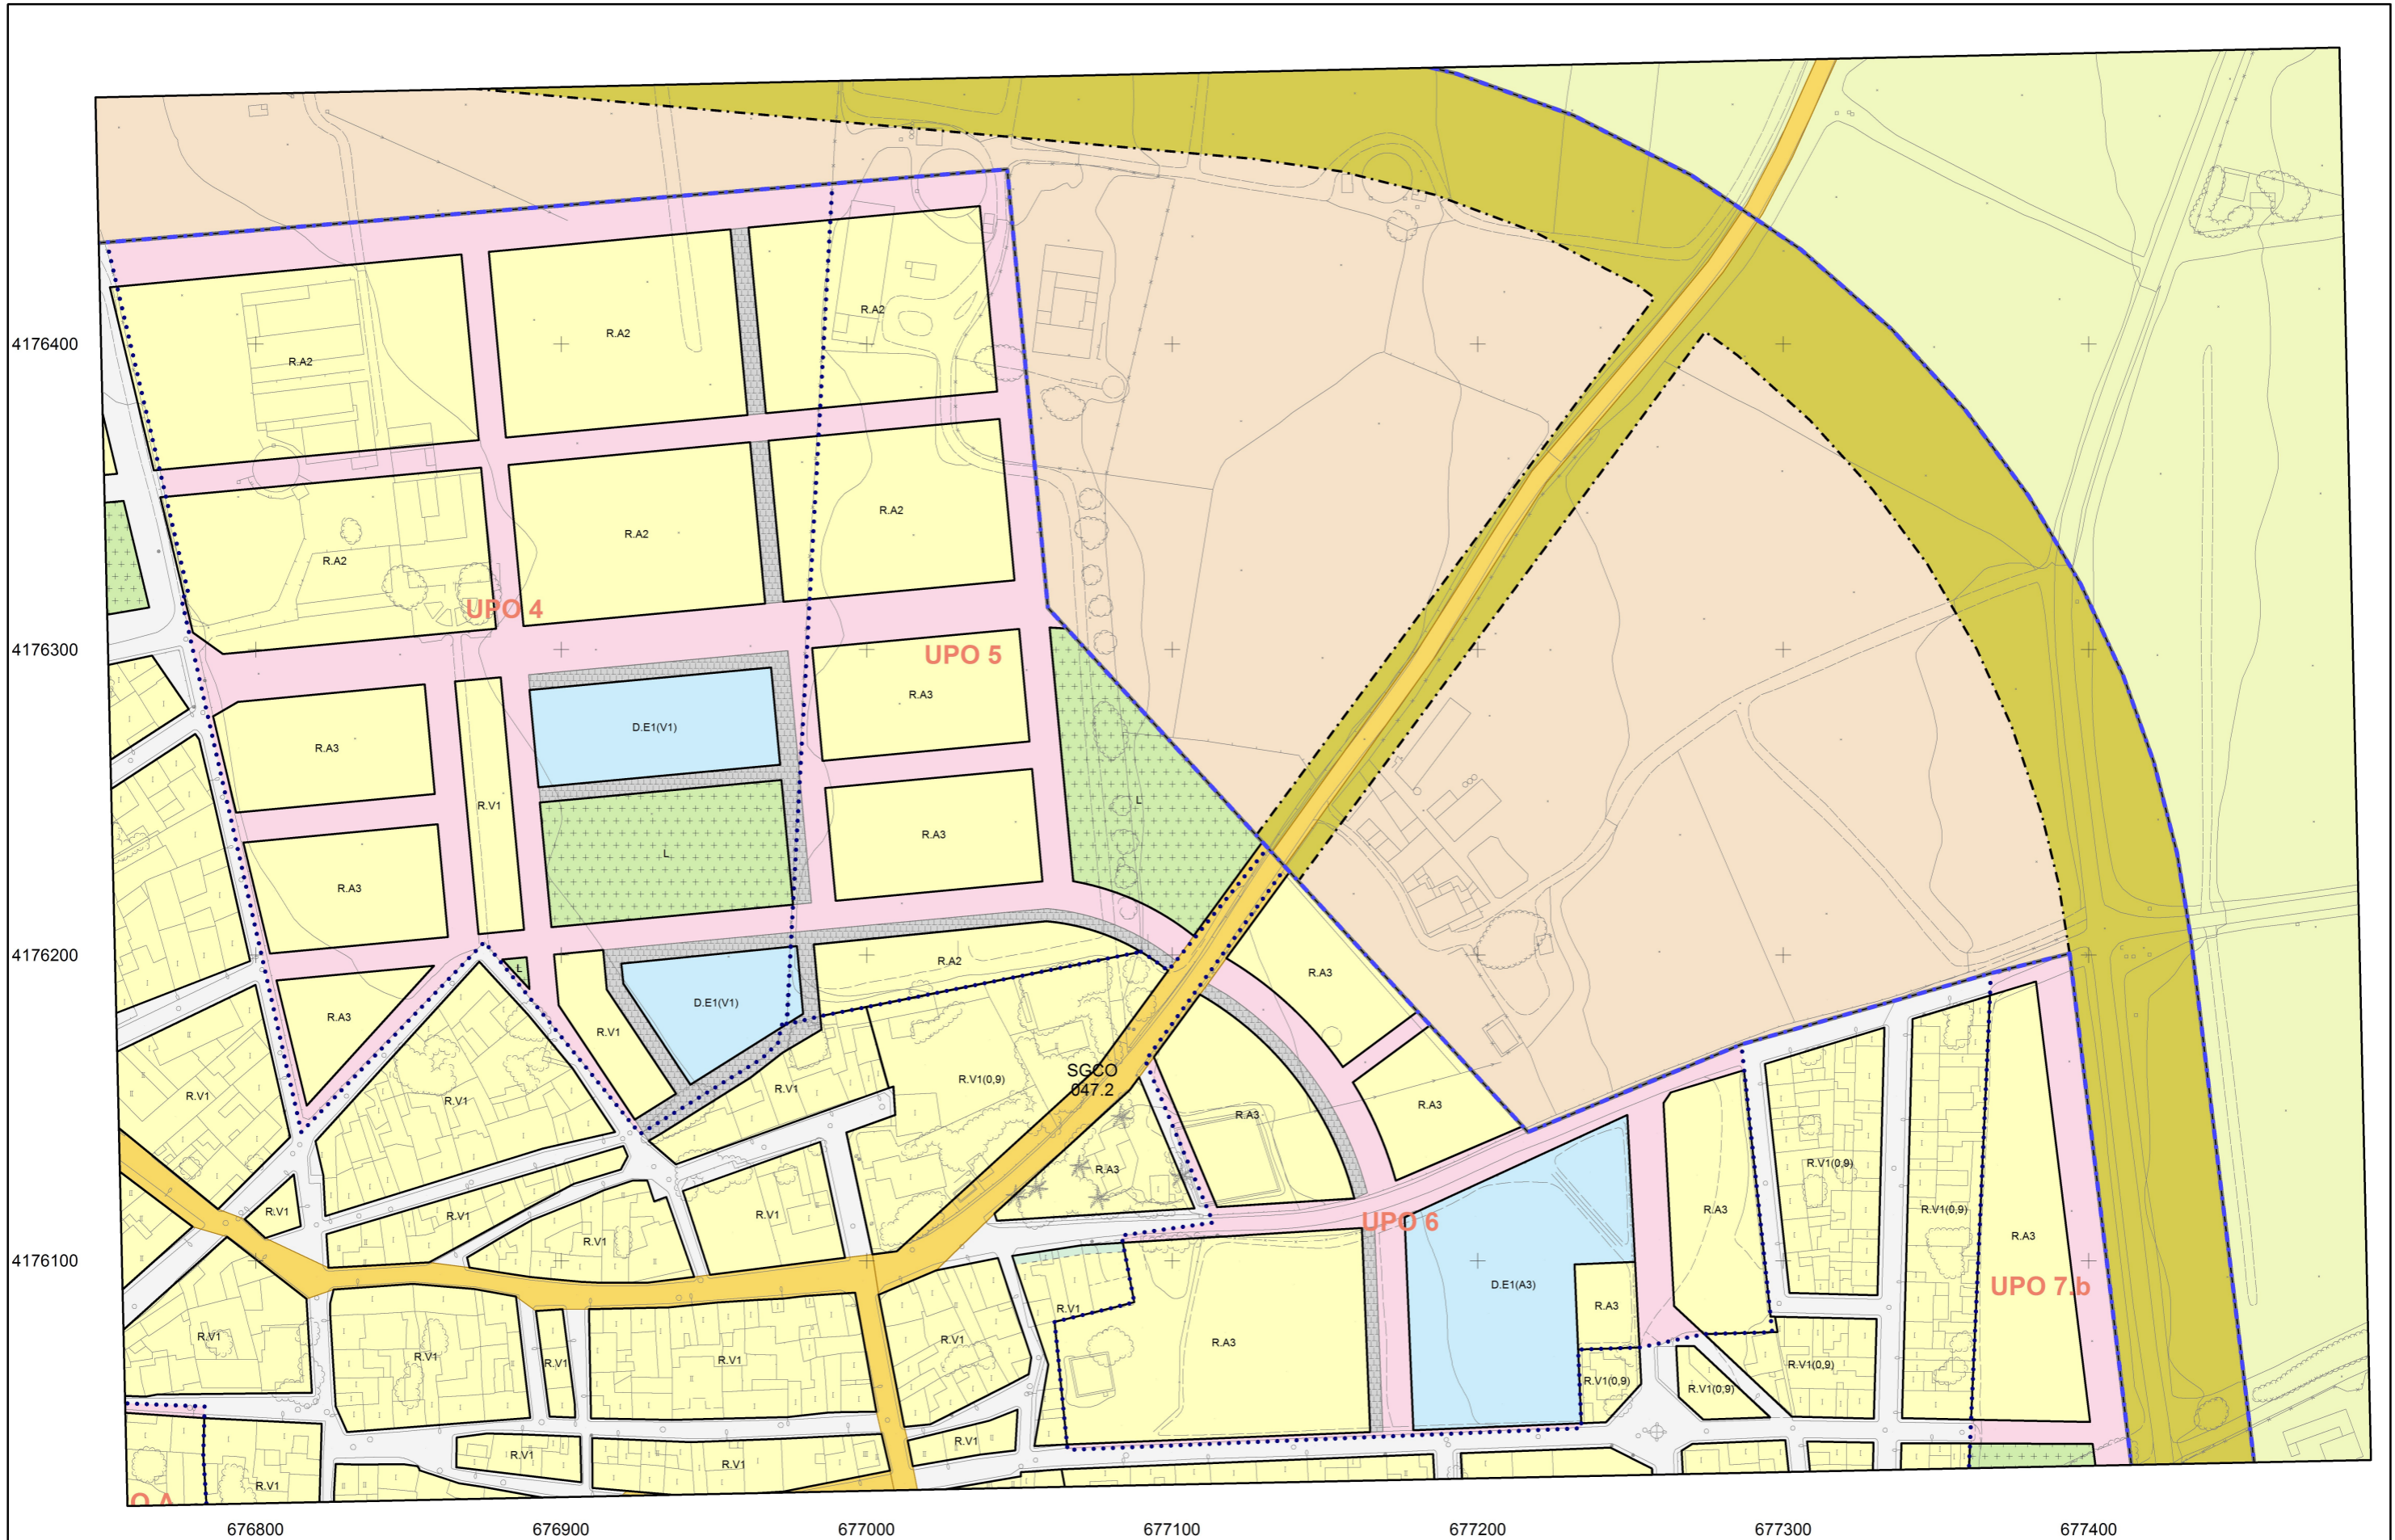 R.A2
R.A2
R.A2
4176400
R.A2
R.A2
R.A2
UPO 4
4176300
UPO 5
R.A3
D.E1(V1)
R.A3
R.V1
L
R.A3
L
R.A3
4176200
R.A2
L
R.A3
D.E1(V1)
R.A3
R.V1
SGCO
047.2
R.V1(0,9)
R.V1
R.V1
R.V1
R.A3
R.A3
R.V1(0,9)
R.A3
R.V1
R.V1
R.V1
R.V1
R.A3
R.V1(0,9)
UPO 6
R.A3
4176100
D.E1(A3)
UPO 7.b
R.V1
R.A3
R.V1
R.V1
R.A3
R.V1
R.V1
R.V1
R.V1(0,9)
R.V1(0,9)
R.V1(0,9)
R.V1
R.V1
R.V1
R.V1
676800
676900
677000
677100
677200
677300
677400